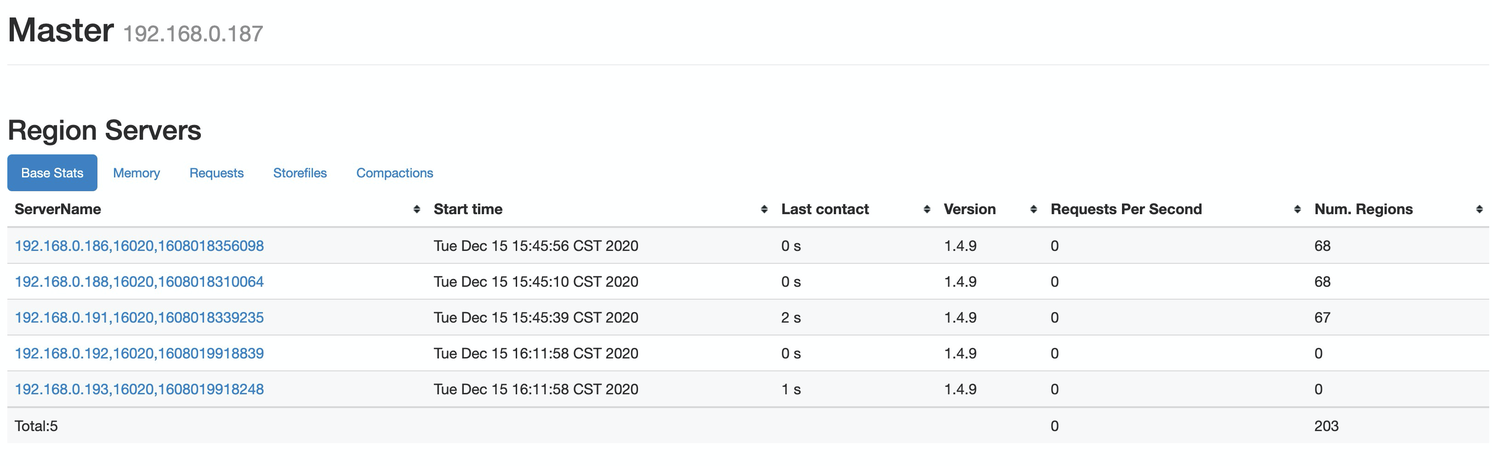 Master 192.168.0.187
Region Servers
Base Stats Memory Requests Storefiles Compactions
ServerName Start time Last contact Version Requests Per Second Num. Regions
192.168.0.186,16020,1608018356098 Tue Dec 15 15:45:56 CST 2020 0 s 1.4.9 0 68
192.168.0.188,16020,1608018310064 Tue Dec 15 15:45:10 CST 2020 0 s 1.4.9 0 68
192.168.0.191,16020,1608018339235 Tue Dec 15 15:45:39 CST 2020 2 s 1.4.9 0 67
192.168.0.192,16020,1608019918839 Tue Dec 15 16:11:58 CST 2020 0 s 1.4.9 0 0
192.168.0.193,16020,1608019918248 Tue Dec 15 16:11:58 CST 2020 1 s 1.4.9 0 0
Total:5 0 203